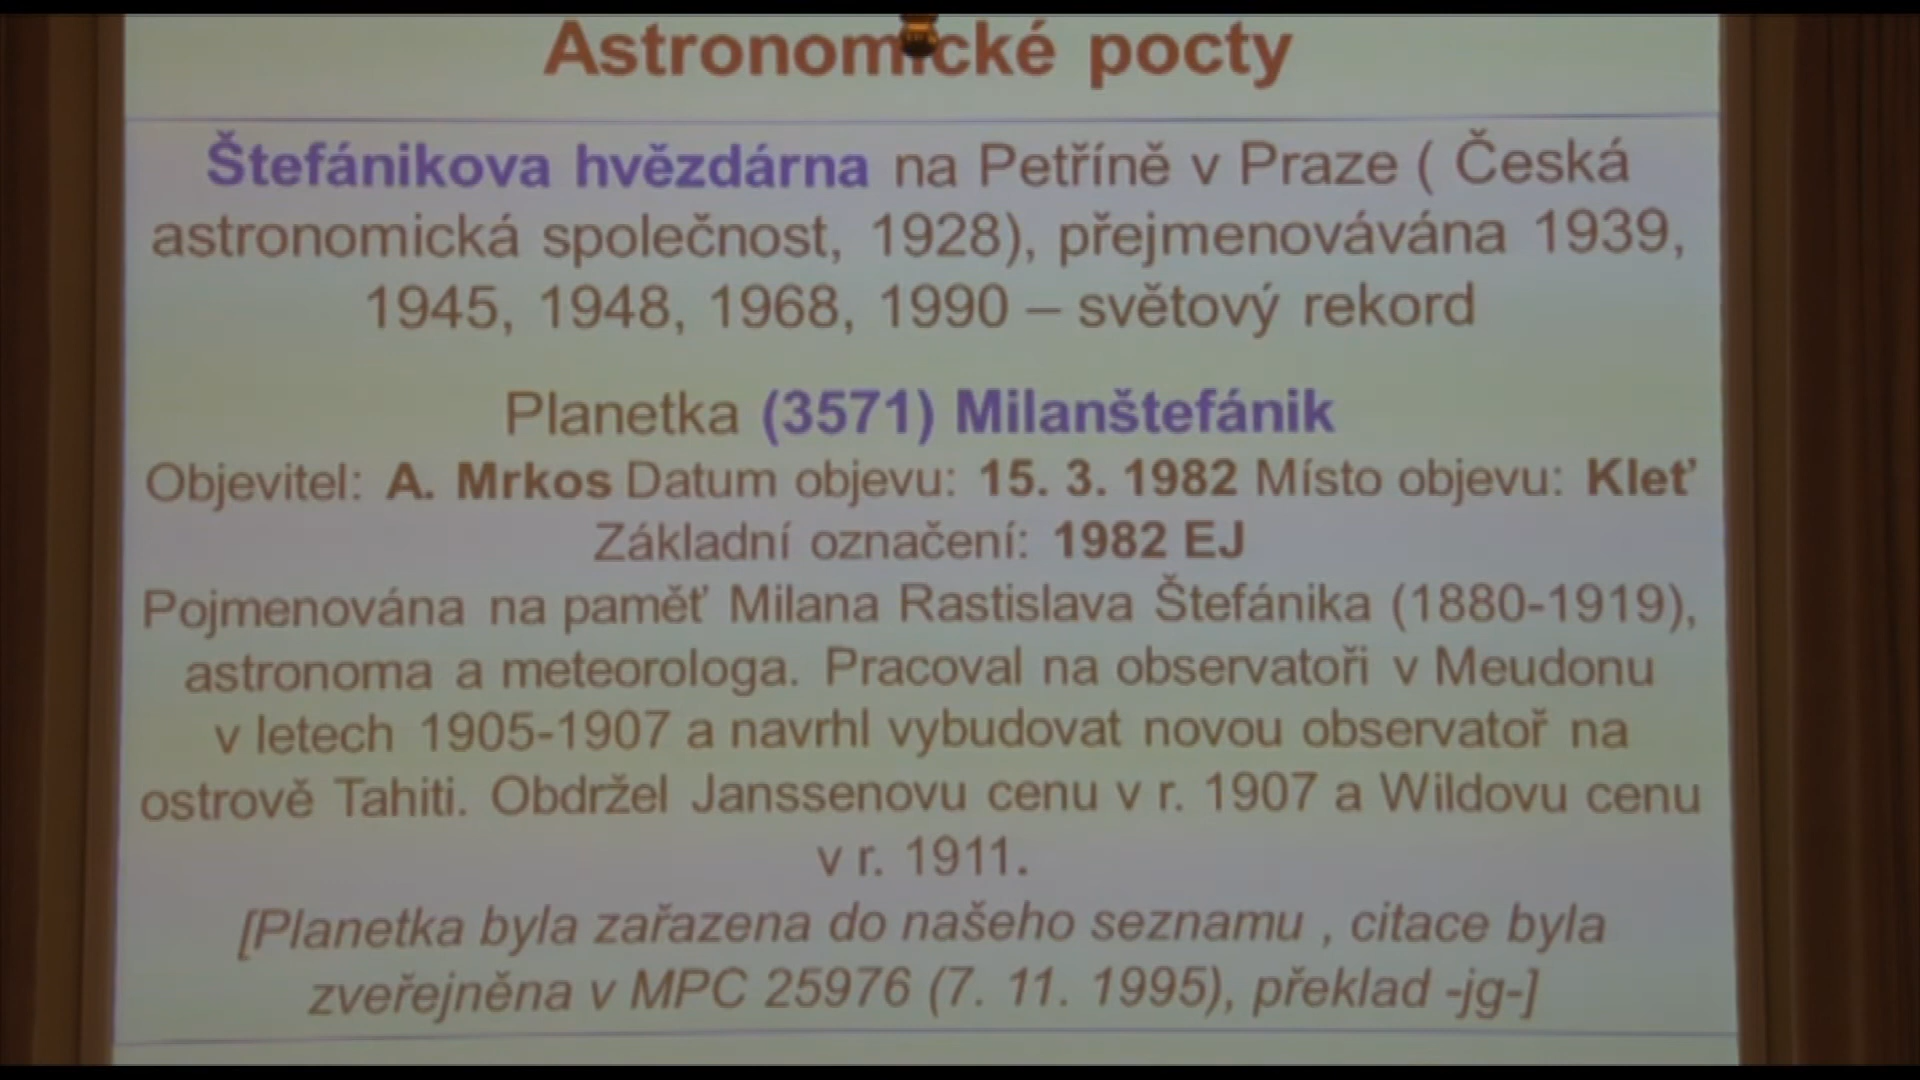 Astronomické pocty
Štefánikova hvězdárna na Petříně v Praze ( Česká
astronomická společnost, 1928), přejmenovávána 1939,
1945, 1948, 1968, 1990 – světový rekord
Planetka (3571) Milanštefánik
Objevitel: A. Mrkos Datum objevu: 15. 3. 1982 Místo objevu: Kleť
Základní označení: 1982 EJ
Pojmenována na paměť Milana Rastislava Štefánika (1880-1919),
astronoma a meteorologa. Pracoval na observatoři v Meudonu
v letech 1905-1907 a navrhl vybudovat novou observatoř na
ostrově Tahiti. Obdržel Janssenovu cenu v r. 1907 a Wildovu cenu
v r. 1911.
[Planetka byla zařazena do našeho seznamu , citace byla
zveřejněna v MPC 25976 (7. 11. 1995), překlad -jg-]